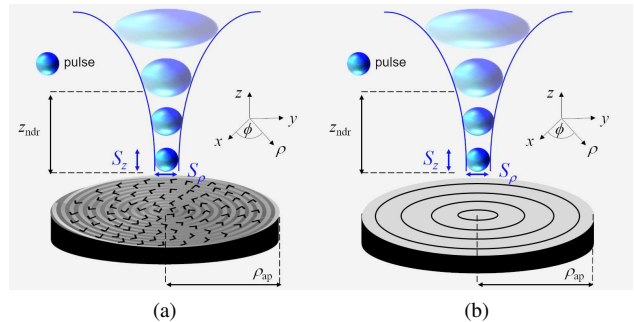 pulse
z_ndr
S_z
S_ρ
z
y
x
ϕ
ρ
ρ_ap
(a)
pulse
z_ndr
S_z
S_ρ
z
y
x
ϕ
ρ
ρ_ap
(b)